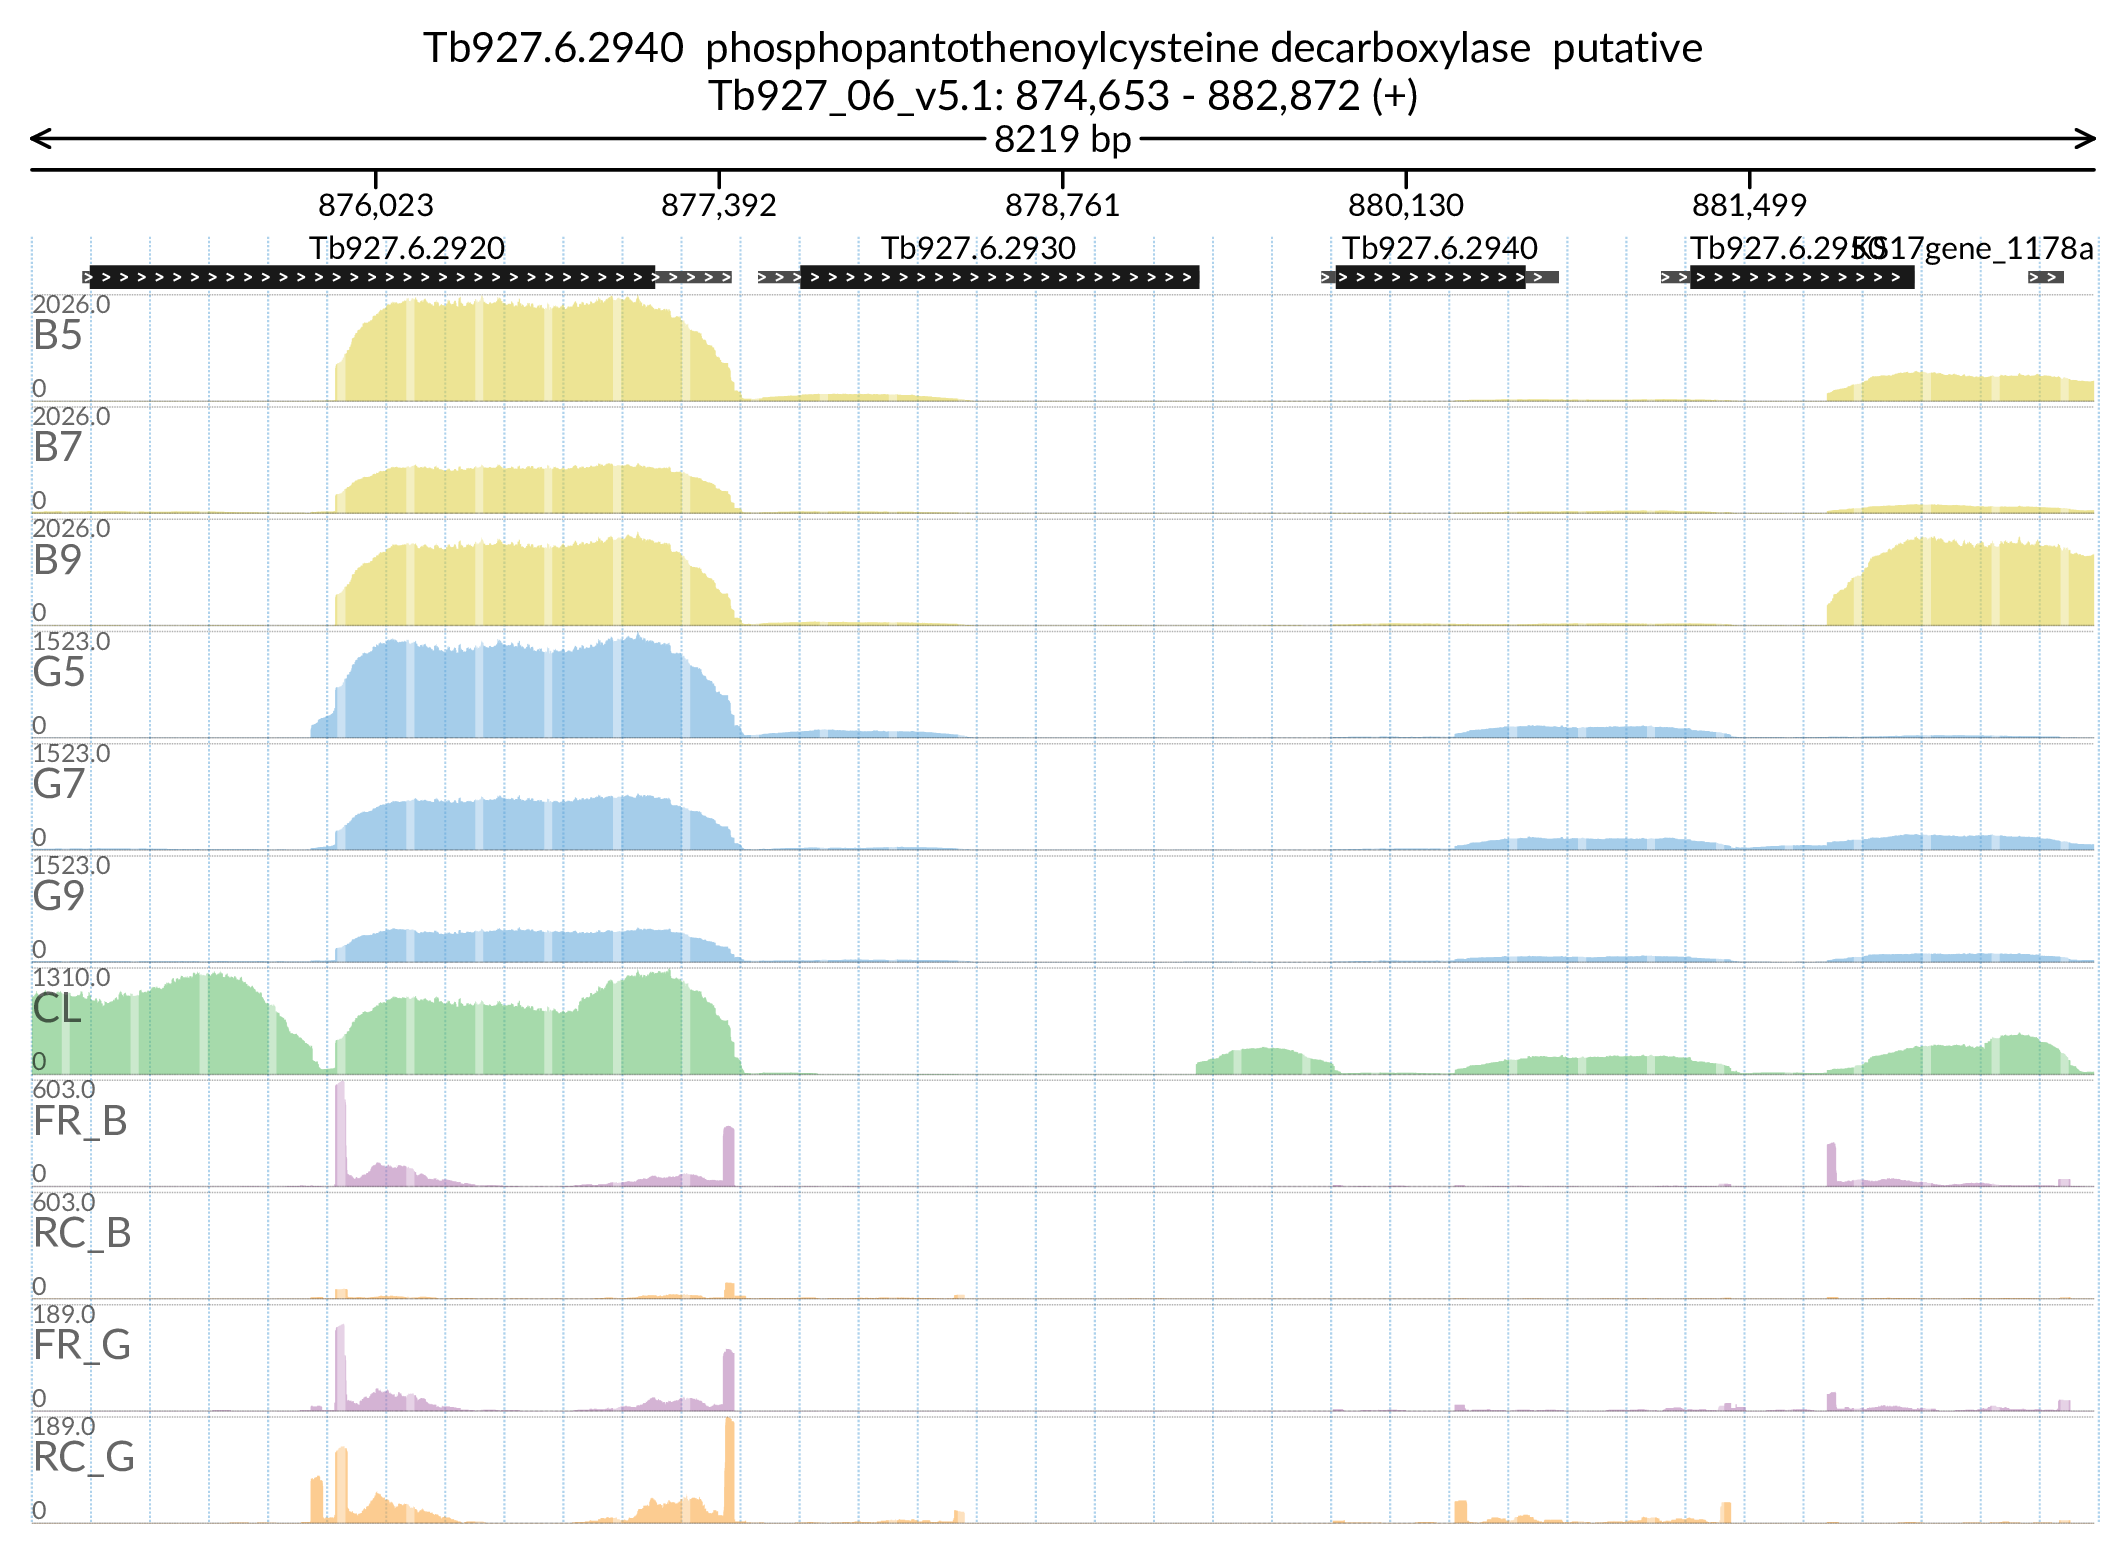 Tb927.6.2940 phosphopantothenoylcysteine decarboxylase putative
Tb927_06_v5.1: 874,653 - 882,872 (+)
8219 bp
876,023 877,392 878,761 880,130 881,499
Tb927.6.2920 Tb927.6.2930 Tb927.6.2940 Tb927.6.2950 KS17gene_1178a
2026.0
B5
0
2026.0
B7
0
2026.0
B9
0
1523.0
G5
0
1523.0
G7
0
1523.0
G9
0
1310.0
CL
0
603.0
FR_B
0
603.0
RC_B
0
189.0
FR_G
0
189.0
RC_G
0